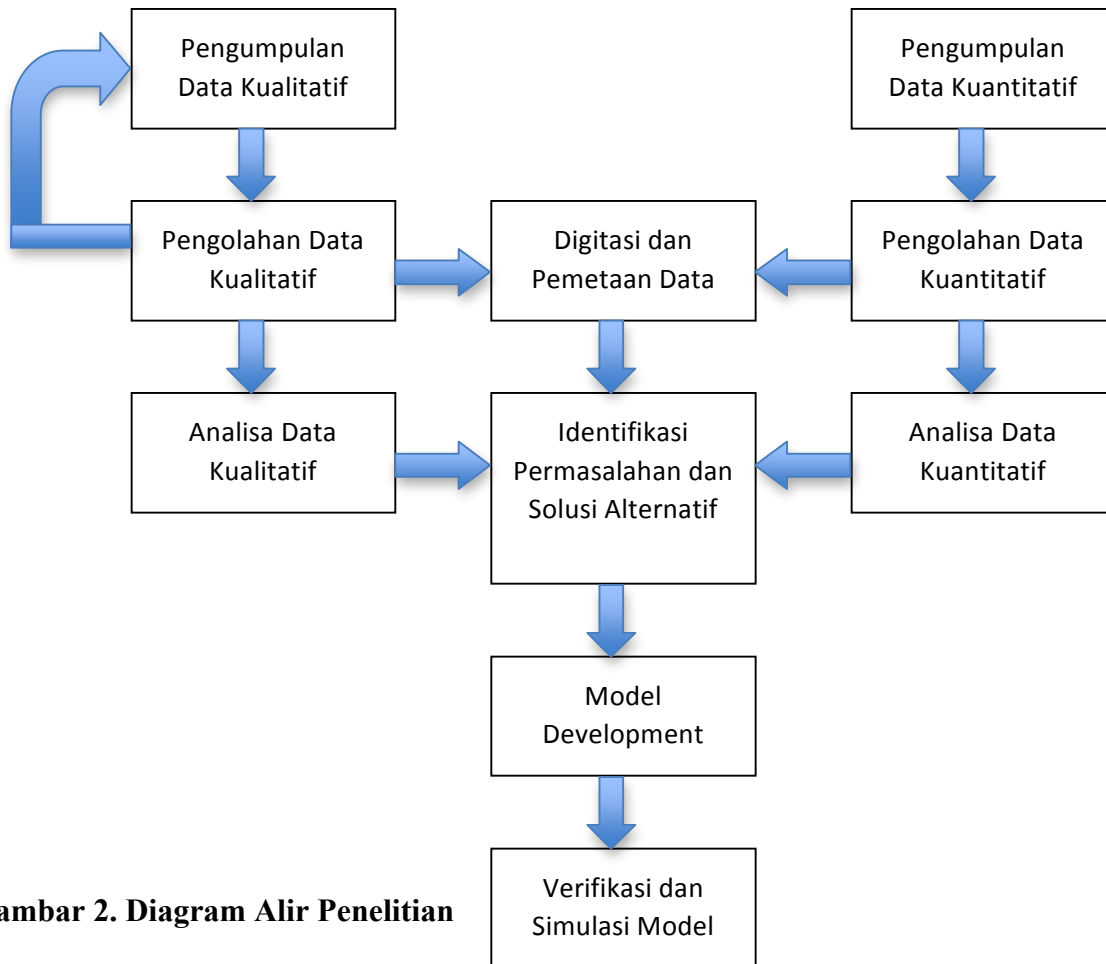 Pengumpulan
Data Kualitatif
Pengumpulan
Data Kuantitatif
Pengolahan Data
Kualitatif
Digitasi dan
Pemetaan Data
Pengolahan Data
Kuantitatif
Analisa Data
Kualitatif
Identifikasi
Permasalahan dan
Solusi Alternatif
Analisa Data
Kuantitatif
Model
Development
Verifikasi dan
Simulasi Model
ambar 2. Diagram Alir Penelitian